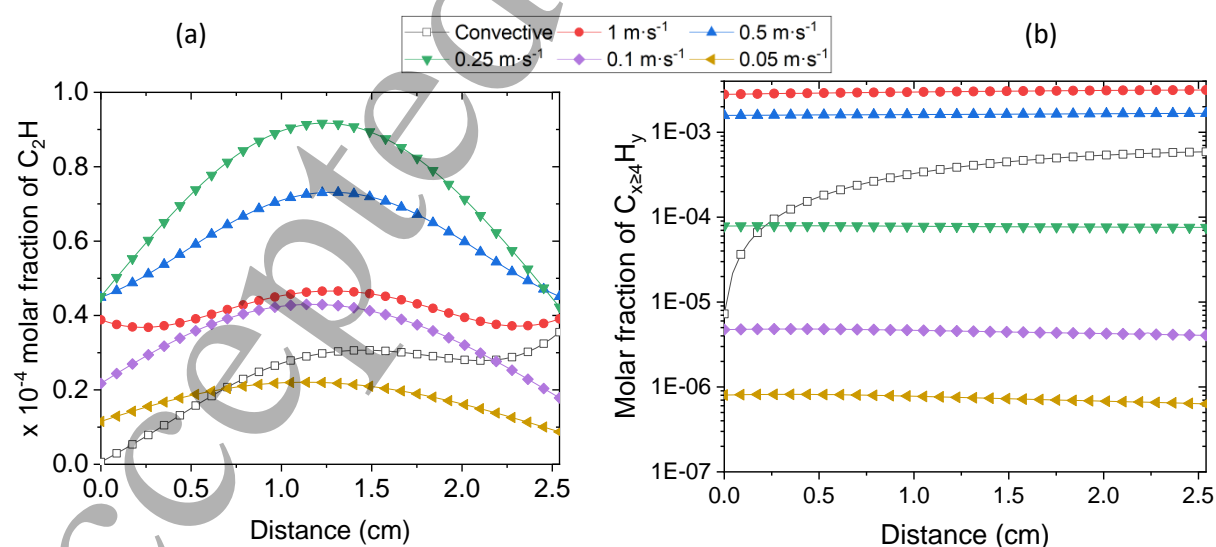 (a)
(b)
Convective 1 m·s⁻¹ 0.5 m·s⁻¹
0.25 m·s⁻¹ 0.1 m·s⁻¹ 0.05 m·s⁻¹
x 10⁻⁴ molar fraction of C₂H
1.0
0.8
0.6
0.4
0.2
0.0
0.0 0.5 1.0 1.5 2.0 2.5
Distance (cm)
Molar fraction of Cₓ≥₄Hᵧ
1E-03
1E-04
1E-05
1E-06
1E-07
0.0 0.5 1.0 1.5 2.0 2.5
Distance (cm)
ccepted